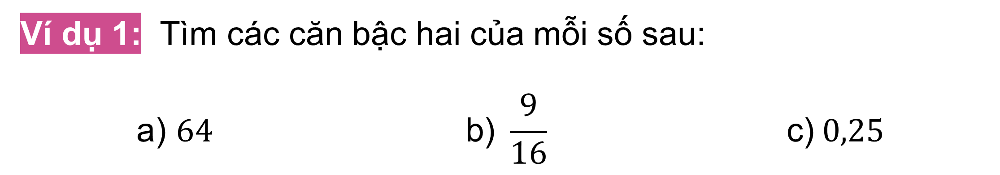 Ví dụ 1: Tìm các căn bậc hai của mỗi số sau:
a) 64 b) 9/16 c) 0,25